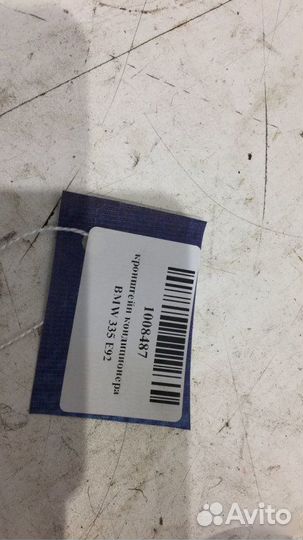 1008487
кронштейн кондиционера
BMW 335 E92
Avito